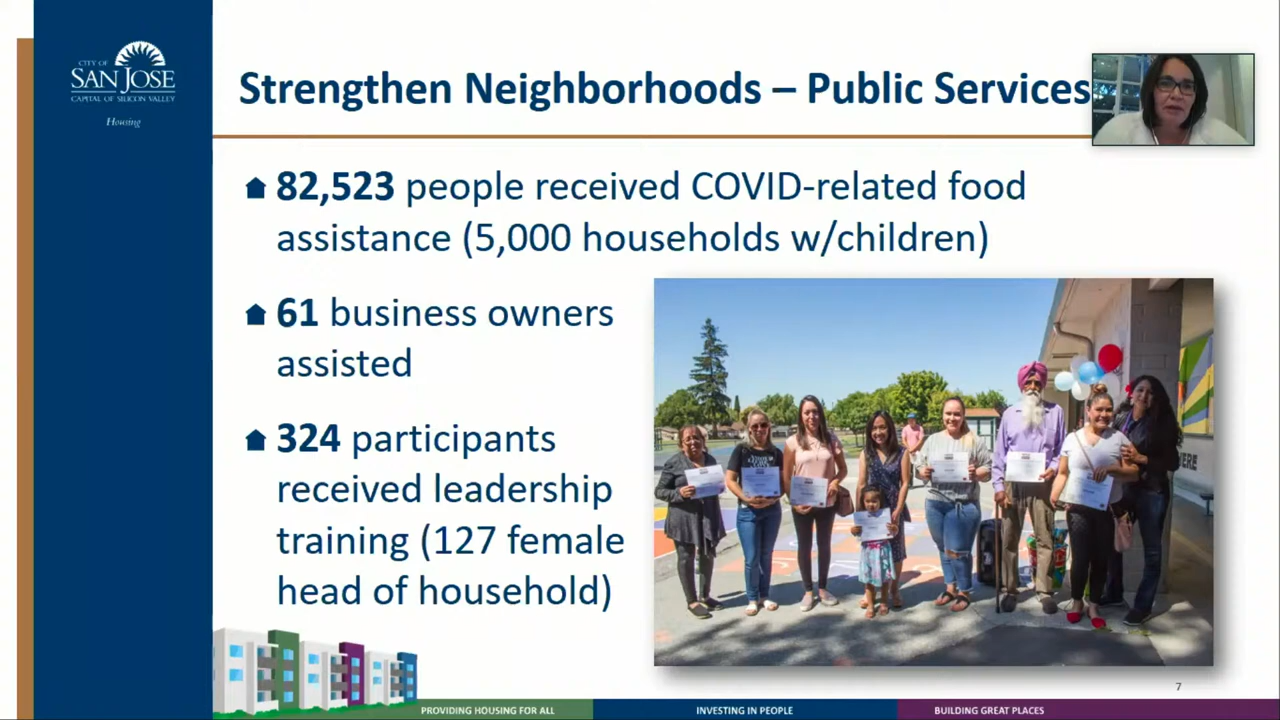 CITY OF
SAN JOSE
CAPITAL OF SILICON VALLEY
Housing
Strengthen Neighborhoods – Public Services
82,523 people received COVID-related food
assistance (5,000 households w/children)
61 business owners
assisted
324 participants
received leadership
training (127 female
head of household)
7
PROVIDING HOUSING FOR ALL
INVESTING IN PEOPLE
BUILDING GREAT PLACES